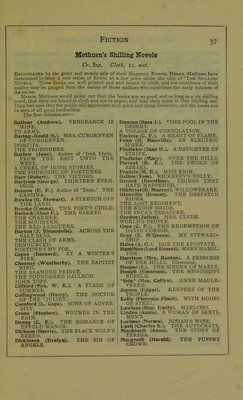 FICTION
37
Methuen's Shilling Novels
Cr. 8vo. Cloth, 1s. net.
ENCOURAGED by the great and steady sale of their Sixpenny Novels, Messrs. Methuen have
determined to issue a new series of fiction at a low price under the title of 'THE SHILLING
NOVELS.' These books are well printed and well bound in cloth, and the excellence of their
quality may be gauged from the names of those authors who contribute the early volumes of
the series.
Messrs. Methuen would point out that the books are as good and as long as a six shilling
novel, that they are bound in cloth and not in paper, and that their price is One Shilling net.
They feel sure that the public will appreciate such good and cheap literature, and the books can
be seen at all good booksellers.
The first volumes are—
Balfour (Andrew). VENGEANCE IS
MINE.
TO ARMS.
Baring-Gould (S.). MRS. CURGENVEN
OF CURGENVEN.
DOMITIA.
THE FROBISHERS.
Barlow (Jane), Author of 'Irish Idylls.
FROM THE EAST UNTO THE
WEST.
A CREEL OF IRISH STORIES.
THE FOUNDING OF FORTUNES.
Barr (Robert). THE VICTORS.
Bartram (George). THIRTEEN EVEN-
INGS.
Benson (E. F.), Author of 'Dodo.' THE
CAPSINA.
Bowles (G. Stewart). A STRETCH OFF
THE LAND.
Brooke (Emma). THE POET'S CHILD.
Bullock (Shan F.). THE BARRYS.
THE CHARMER.
THE SQUIREEN.
THE RED LEADERS.
Burton (J. Bloundelle). ACROSS THE
SALT SEAS.
THE CLASH OF ARMS.
DENOUNCED.
FORTUNE'S MY FOE.
Capes (Bernard). AT A WINTER'S
FIRE.
Chesney (Weatherby). THE BAPTIST
RING.
THE BRANDED PRINCE.
THE FOUNDERED GALLEON.
JOHN TOPP.
Clifford (Mrs. W. K.). A FLASH OF
SUMMER.
Collingwood (Harry). THE DOCTOR
OF THE 'JULIET.'
Cornford (L. Cope). SONS OF ADVER-
SITY.
Crane (Stephen). WOUNDS IN THE
RAIN.
Denny (C. E.). THE ROMANCE OF
UPFOLD MANOR.
Dickson (Harris). THE BLACK WOLF'S
BREED.
Dickinson (Evelyn). THE SIN OF
ANGELS.
Duncan (Sara J.). *THE POOL IN THE
DESERT.
A VOYAGE OF CONSOLATION.
Embree (C. F.). A HEART OF FLAME.
Fenn (G. Manville). AN ELECTRIC
SPARK.
Findlater (Jane H.). A DAUGHTER OF
STRIFE.
Findlater (Mary). OVER THE HILLS.
Forrest (R. E.). THE SWORD OF
AZRAEL.
Francis (M. E.). MISS ERIN.
Gallon (Tom). RICKERBY'S FOLLY.
Gerard (Dorothea). THINGS THAT
HAVE HAPPENED.
Glanville (Ernest). THE DESPATCH
RIDER.
THE LOST REGIMENT.
THE KLOOF BRIDE.
THE INCA'S TREASURE.
Gordon (Julien). MRS. CLYDE.
WORLD'S PEOPLE.
Goss (C. F.). THE REDEMPTION OF
DAVID CORSON.
Gray (E. M'Queen). MY STEWARD-
SHIP.
Hales (A. G.). JAIR THE APOSTATE.
Hamilton (Lord Ernest). MARY HAMIL-
TON.
Harrison (Mrs. Burton). A PRINCESS
OF THE HILLS. Illustrated.
Hooper (I.). THE SINGER OF MARLY.
Hough (Emerson). THE MISSISSIPPI
BUBBLE.
'Iota' (Mrs. Caffyn). ANNE MAULE-
VERER.
Jepson (Edgar). KEEPERS OF THE
PEOPLE.
Kelly (Florence Finch). WITH HOOPS
OF STEEL.
Lawless (Hon. Emily). MAELCHO.
Linden (Annie). A WOMAN OF SENTI-
MENT.
Lorimer (Norma). JOSIAH'S WIFE.
Lush (Charles K.). THE AUTOCRATS.
Macdonell (Anne). THE STORY OF
TERESA.
Macgrath (Harold). THE PUPPET
CROWN.